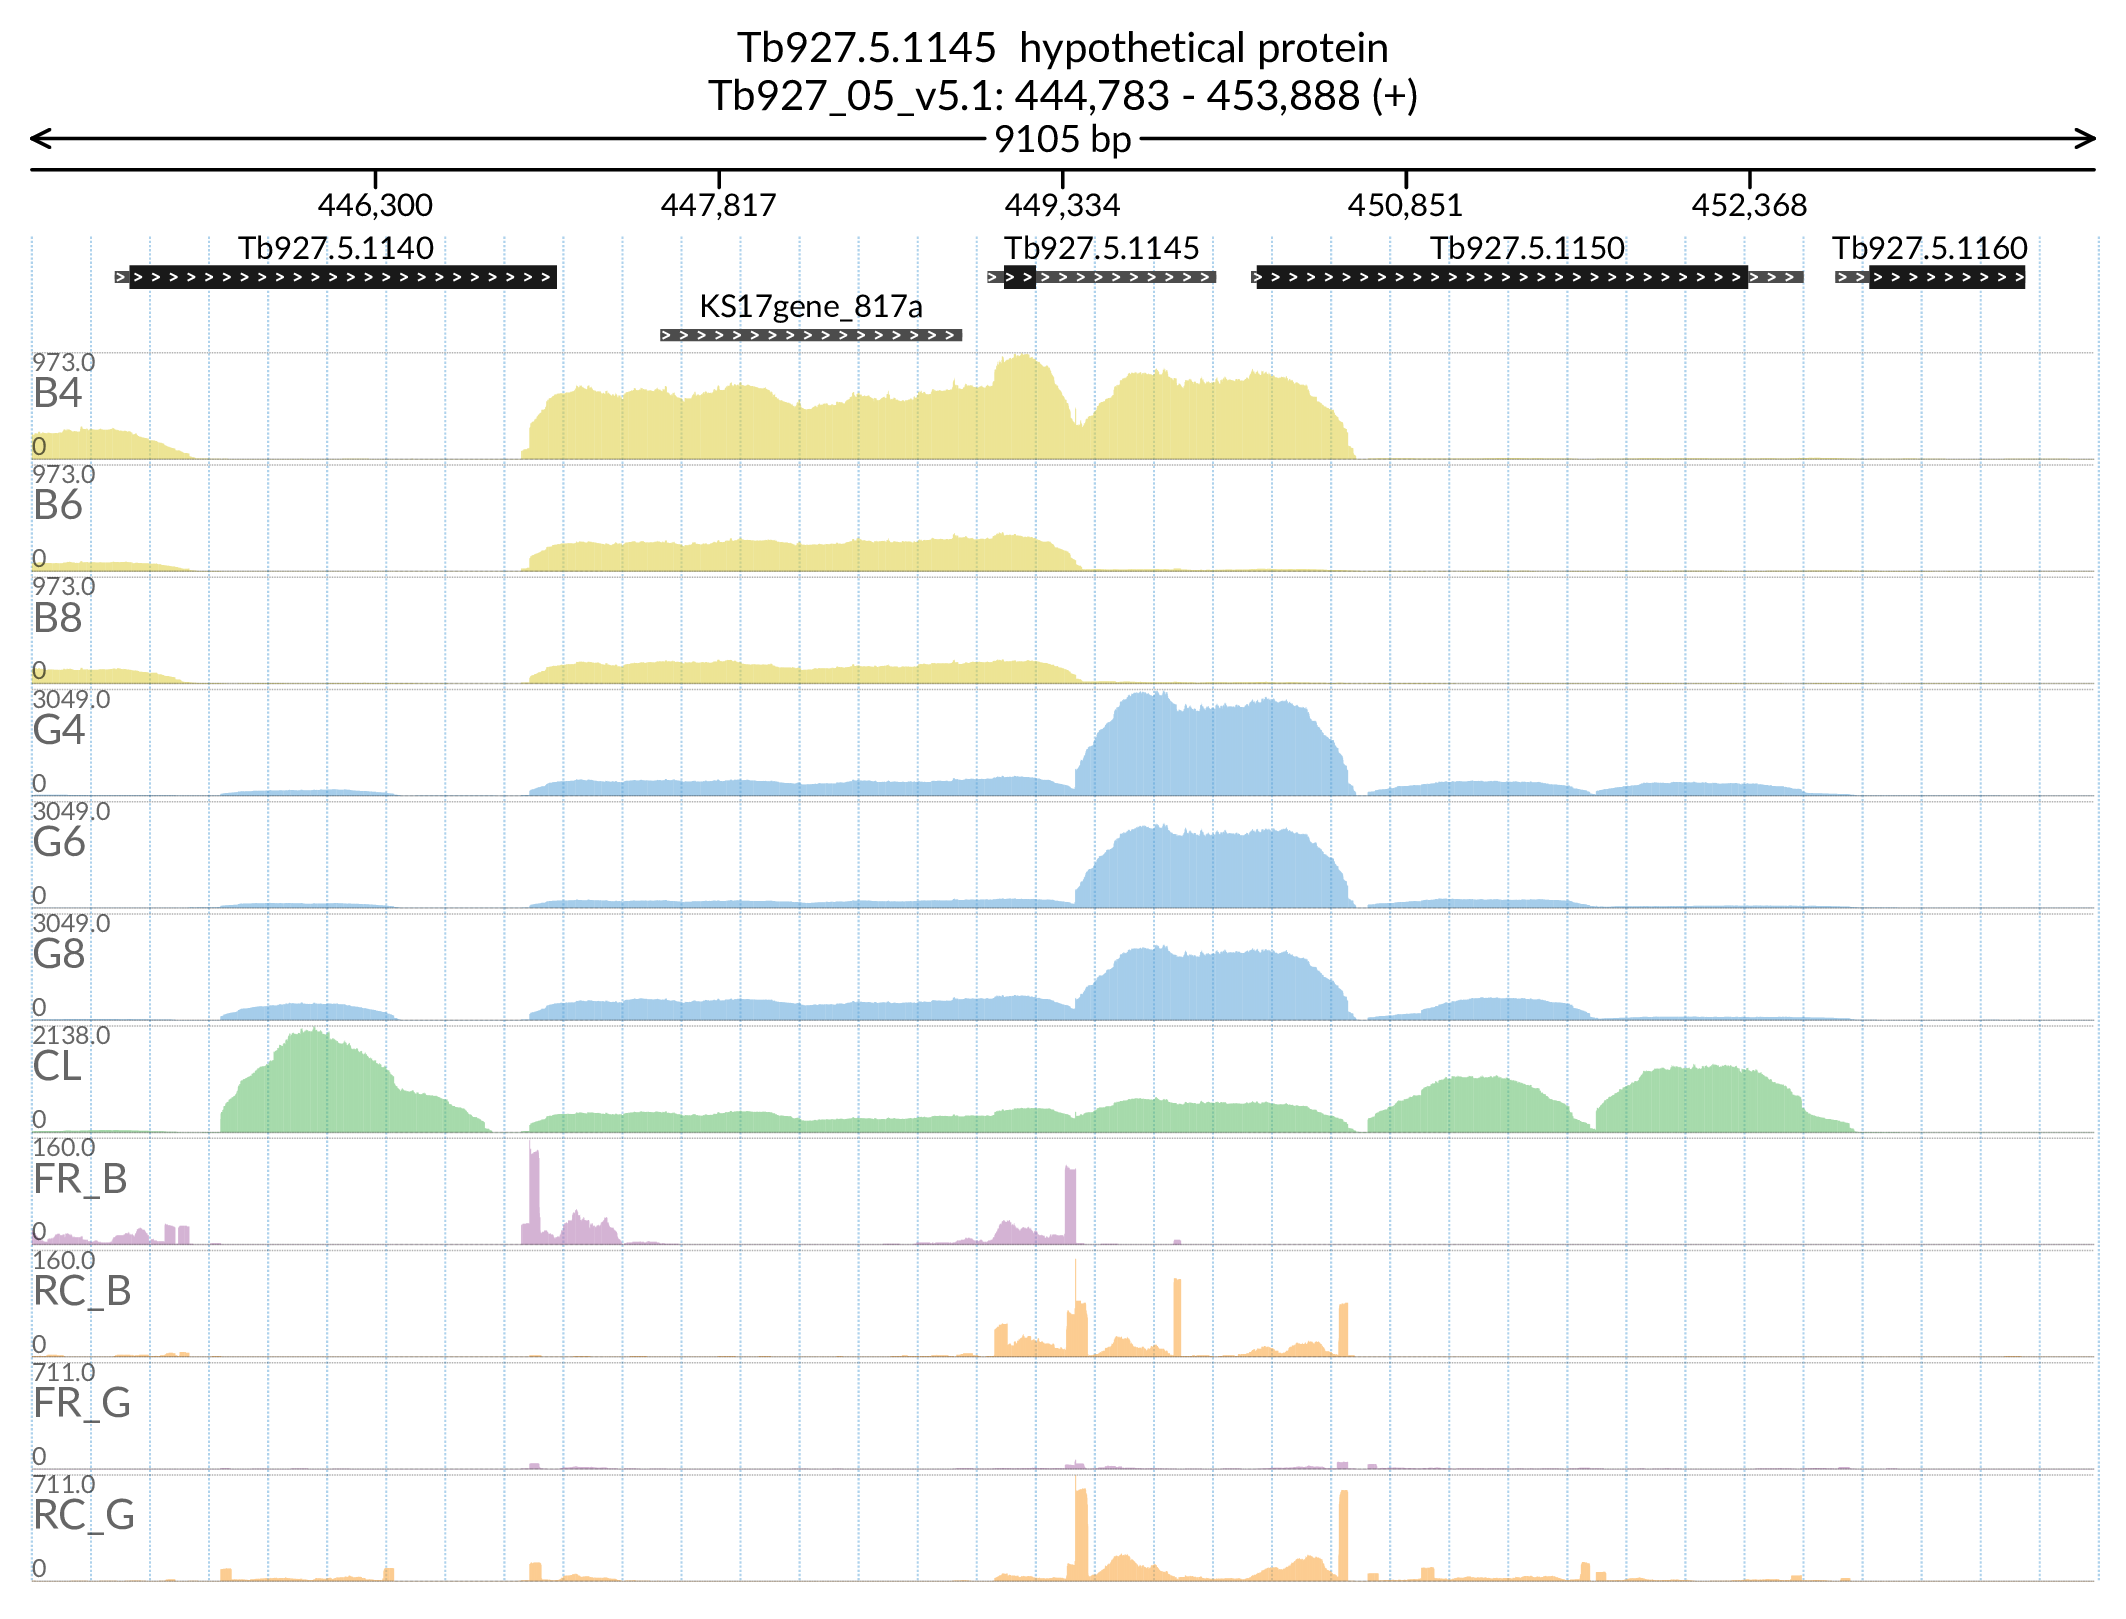 Tb927.5.1145  hypothetical protein
Tb927_05_v5.1: 444,783 - 453,888 (+)
9105 bp
446,300 447,817 449,334 450,851 452,368
Tb927.5.1140 Tb927.5.1145 Tb927.5.1150 Tb927.5.1160
KS17gene_817a
973.0
B4
0
973.0
B6
0
973.0
B8
0
3049.0
G4
0
3049.0
G6
0
3049.0
G8
0
2138.0
CL
0
160.0
FR_B
0
160.0
RC_B
0
711.0
FR_G
0
711.0
RC_G
0